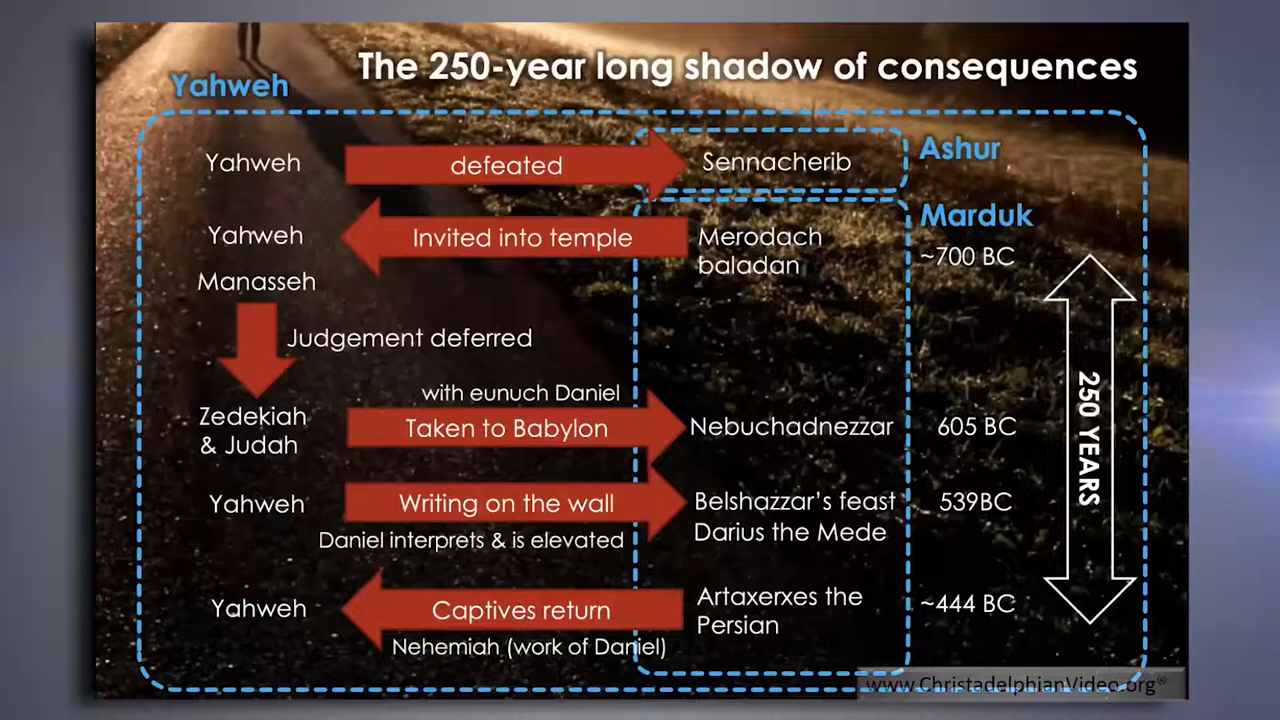 The 250-year long shadow of consequences
Yahweh
Yahweh
defeated
Sennacherib
Ashur
Marduk
Yahweh
Invited into temple
Merodach
baladan
~700 BC
Manasseh
Judgement deferred
with eunuch Daniel
Zedekiah
& Judah
Taken to Babylon
Nebuchadnezzar
605 BC
250 YEARS
Yahweh
Writing on the wall
Belshazzar’s feast
Darius the Mede
539BC
Daniel interprets & is elevated
Yahweh
Captives return
Artaxerxes the
Persian
~444 BC
Nehemiah (work of Daniel)
www.ChristadelphianVideo.org®